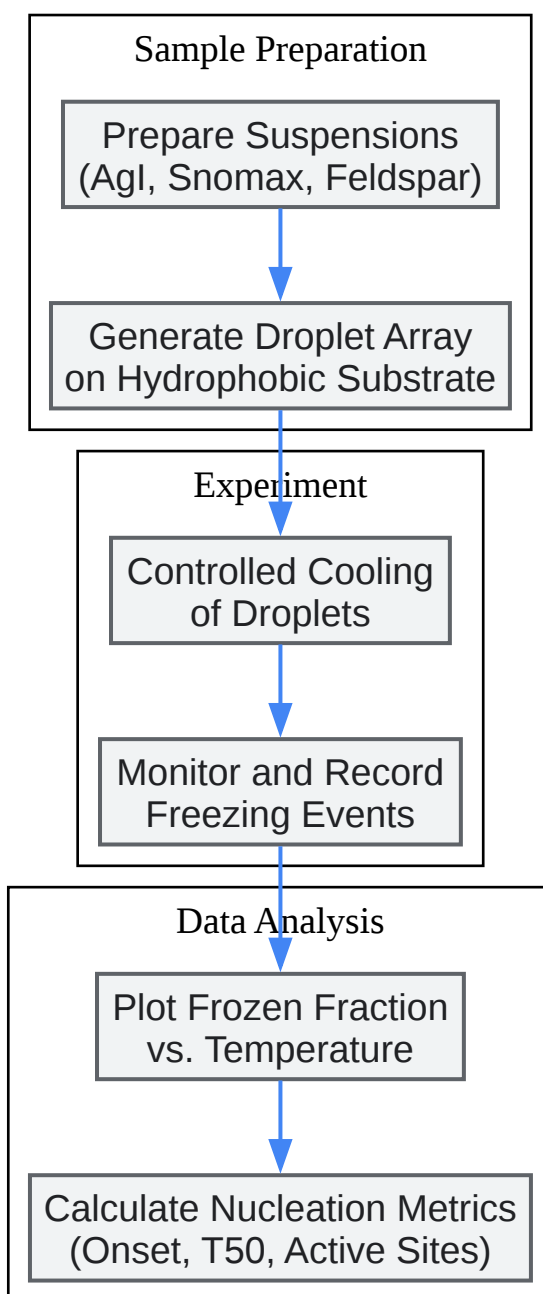 Sample Preparation
Prepare Suspensions
(AgI, Snomax, Feldspar)
Generate Droplet Array
on Hydrophobic Substrate
Experiment
Controlled Cooling
of Droplets
Monitor and Record
Freezing Events
Data Analysis
Plot Frozen Fraction
vs. Temperature
Calculate Nucleation Metrics
(Onset, T50, Active Sites)